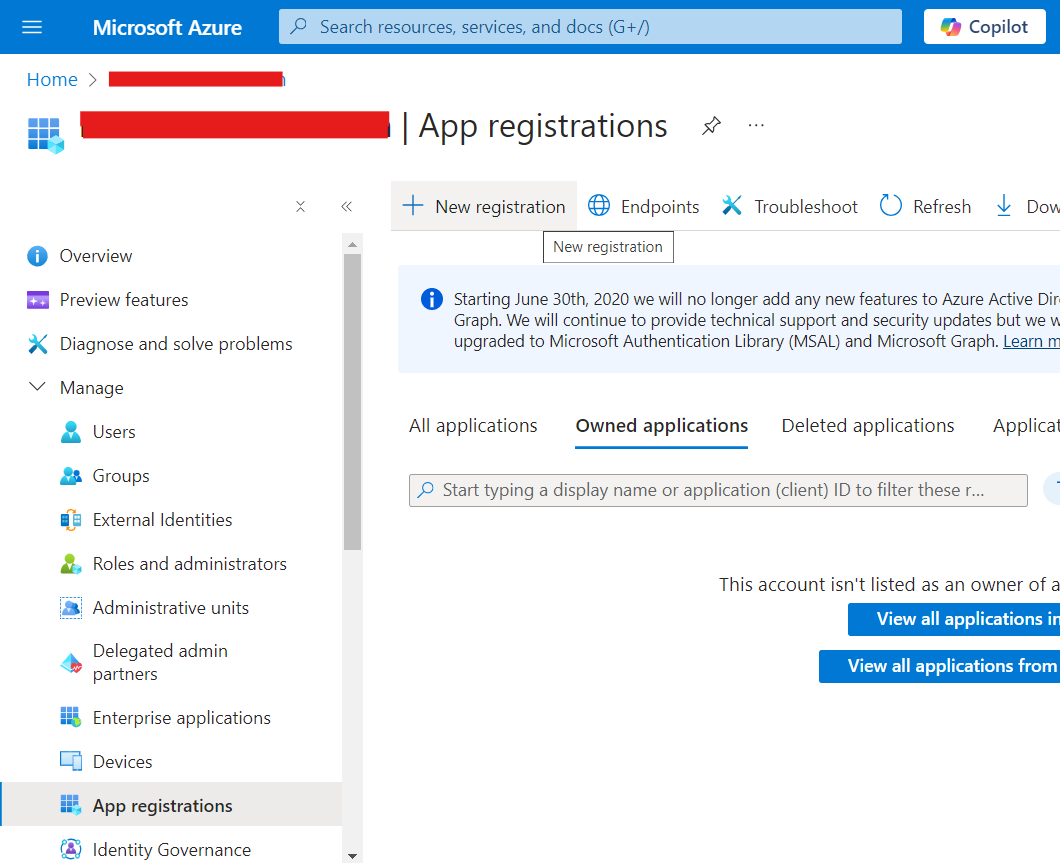 Microsoft Azure
Search resources, services, and docs (G+/)
Copilot
Home
| App registrations
New registration
Endpoints
Troubleshoot
Refresh
Dow
New registration
Overview
Preview features
Diagnose and solve problems
Manage
Users
Groups
External Identities
Roles and administrators
Administrative units
Delegated admin
partners
Enterprise applications
Devices
App registrations
Identity Governance
Starting June 30th, 2020 we will no longer add any new features to Azure Active Dire
Graph. We will continue to provide technical support and security updates but we w
upgraded to Microsoft Authentication Library (MSAL) and Microsoft Graph. Learn m
All applications
Owned applications
Deleted applications
Applicat
Start typing a display name or application (client) ID to filter these r...
This account isn't listed as an owner of a
View all applications in
View all applications from